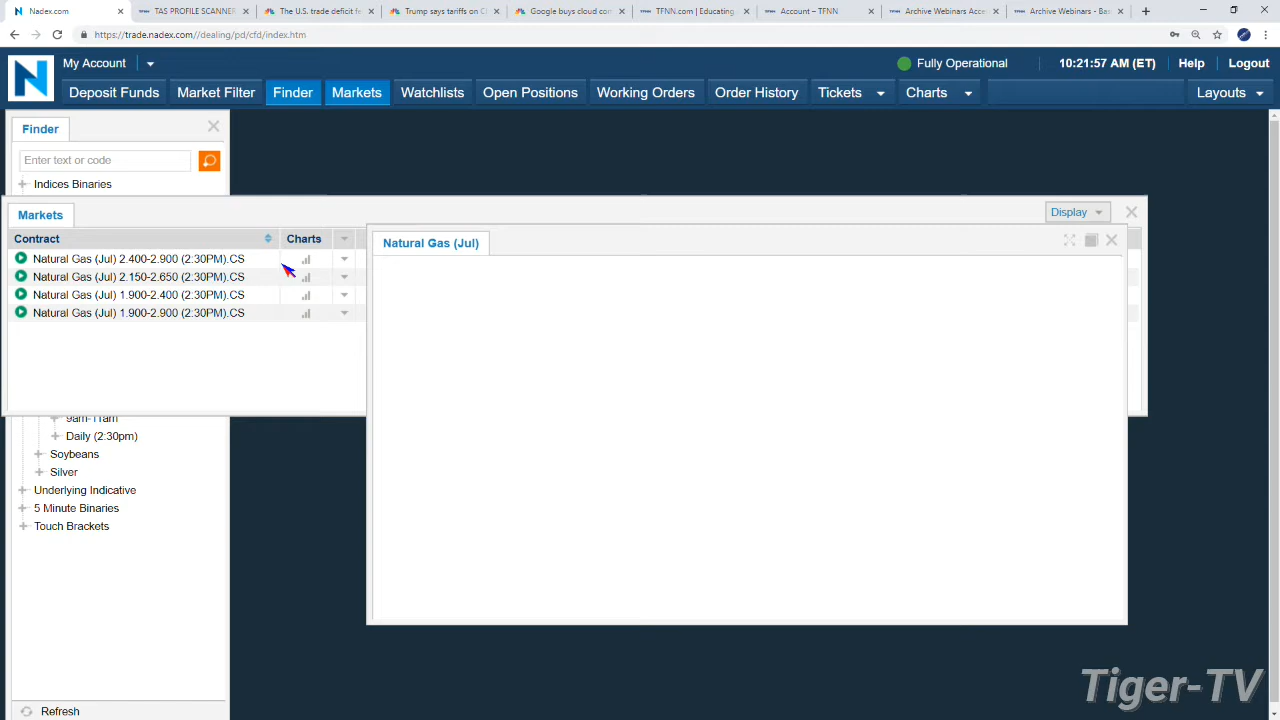 Nadex.com
TAS PROFILE SCANNER
The U.S. trade deficit fe
Trump says tariffs on C
Google buys cloud com
TFNN.com | Educating
Account – TFNN
Archive Webinars Acce
Archive Webinars - Bas
https://trade.nadex.com//dealing/pd/cfd/index.htm
My Account
Fully Operational
10:21:57 AM (ET)
Help
Logout
Deposit Funds
Market Filter
Finder
Markets
Watchlists
Open Positions
Working Orders
Order History
Tickets
Charts
Layouts
Finder
Enter text or code
Indices Binaries
Markets
Display
Contract
Charts
Natural Gas (Jul) 2.400-2.900 (2:30PM).CS
Natural Gas (Jul) 2.150-2.650 (2:30PM).CS
Natural Gas (Jul) 1.900-2.400 (2:30PM).CS
Natural Gas (Jul) 1.900-2.900 (2:30PM).CS
Natural Gas (Jul)
9am-11am
Daily (2:30pm)
Soybeans
Silver
Underlying Indicative
5 Minute Binaries
Touch Brackets
Refresh
Tiger-TV